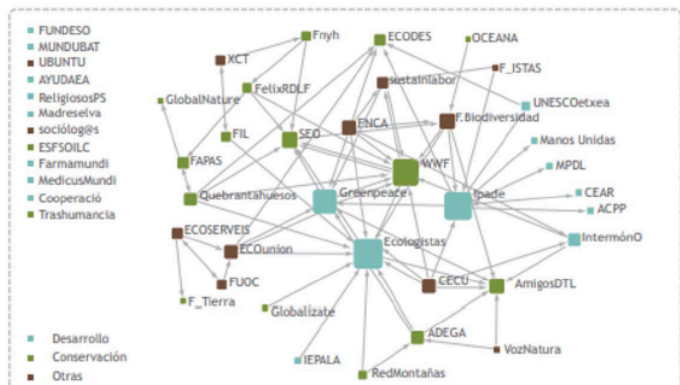 FUNDESO
MUNDUBAT
UBUNTU
AYUDAEA
ReligiososPS
Madreselva
sociólog@s
ESFSOILC
Farmamundi
MedicusMundi
Cooperació
Trashumancia
Fnyh
ECODES
OCEANA
XCT
sustainlabor
F_ISTAS
GlobalNature
FelixRDLF
UNESCOetxea
FIL
SEO
ENCA
F.Biodiversidad
Manos Unidas
FAPAS
WWF
MPDL
Quebrantahuesos
Greenpeace
Ipade
CEAR
ACPP
ECOSERVEIS
ECOunion
Ecologistas
IntermónO
FUOC
CECU
AmigosDTL
F_Tierra
Globalízate
ADEGA
VozNatura
IEPALA
RedMontañas
Desarrollo
Conservación
Otras